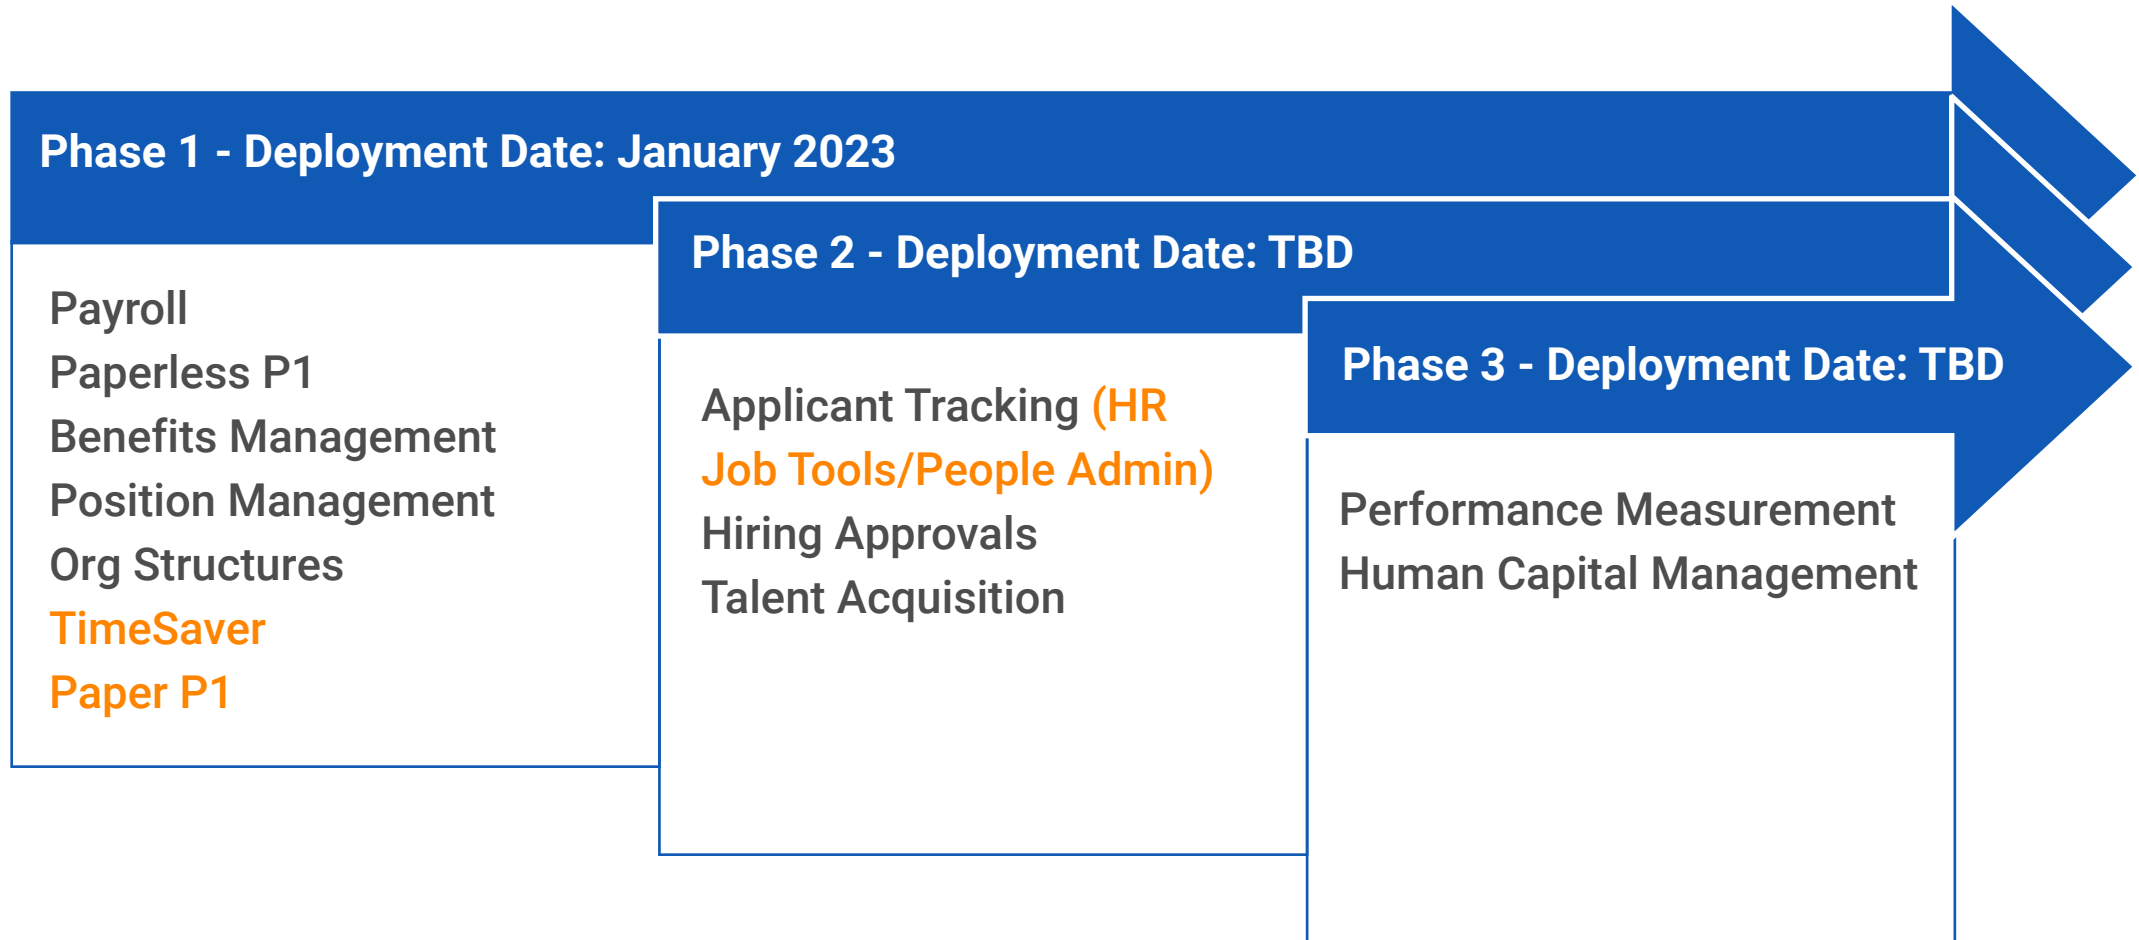 Phase 1 - Deployment Date: January 2023
Payroll
Paperless P1
Benefits Management
Position Management
Org Structures
TimeSaver
Paper P1
Phase 2 - Deployment Date: TBD
Applicant Tracking (HR
Job Tools/People Admin)
Hiring Approvals
Talent Acquisition
Phase 3 - Deployment Date: TBD
Performance Measurement
Human Capital Management